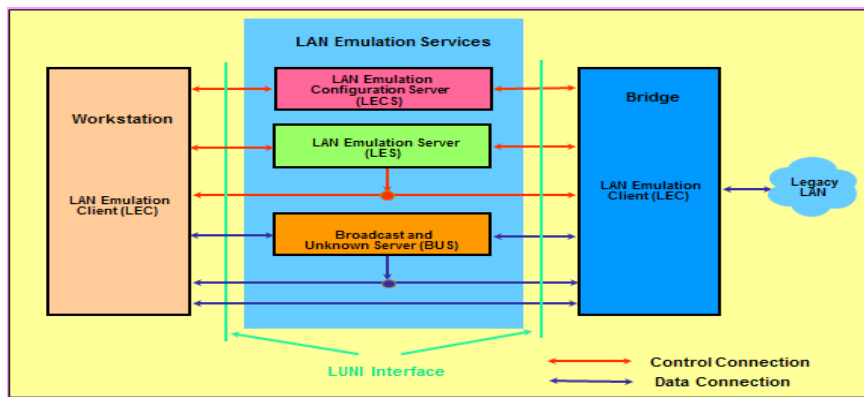 LAN Emulation Services
LAN Emulation
Configuration Server
(LECS)
Workstation
Bridge
LAN Emulation Server
(LES)
LAN Emulation
Client (LEC)
LAN Emulation
Client (LEC)
Legacy
LAN
Broadcast and
Unknown Server (BUS)
LUNI Interface
Control Connection
Data Connection